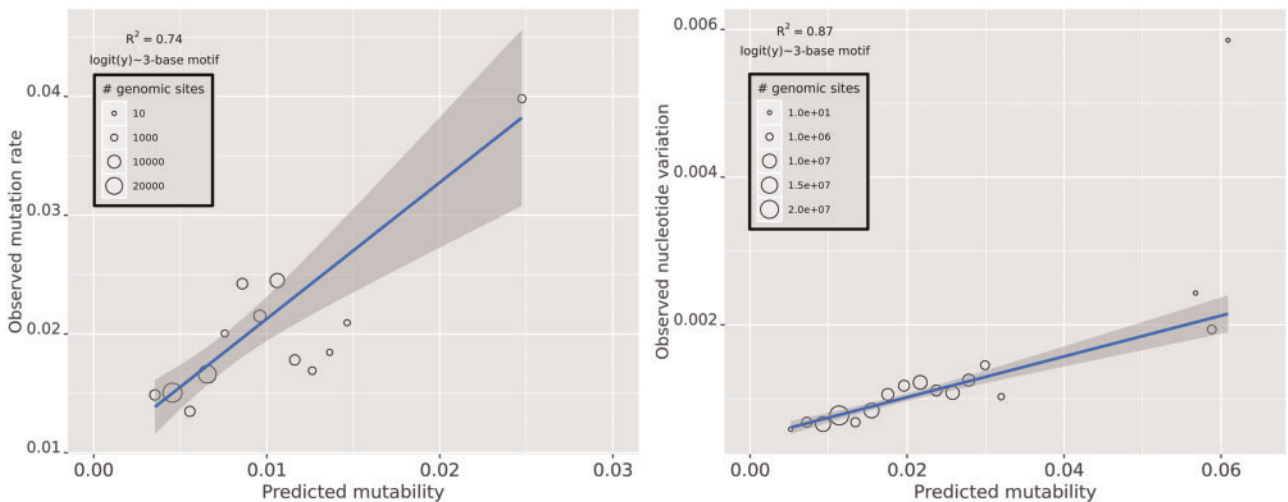 R² = 0.74
logit(y)~3-base motif
# genomic sites
10
1000
10000
20000
Observed mutation rate
0.04
0.03
0.02
0.01
0.00 0.01 0.02 0.03
Predicted mutability
R² = 0.87
logit(y)~3-base motif
# genomic sites
1.0e+01
1.0e+06
1.0e+07
1.5e+07
2.0e+07
Observed nucleotide variation
0.006
0.004
0.002
0.00 0.02 0.04 0.06
Predicted mutability